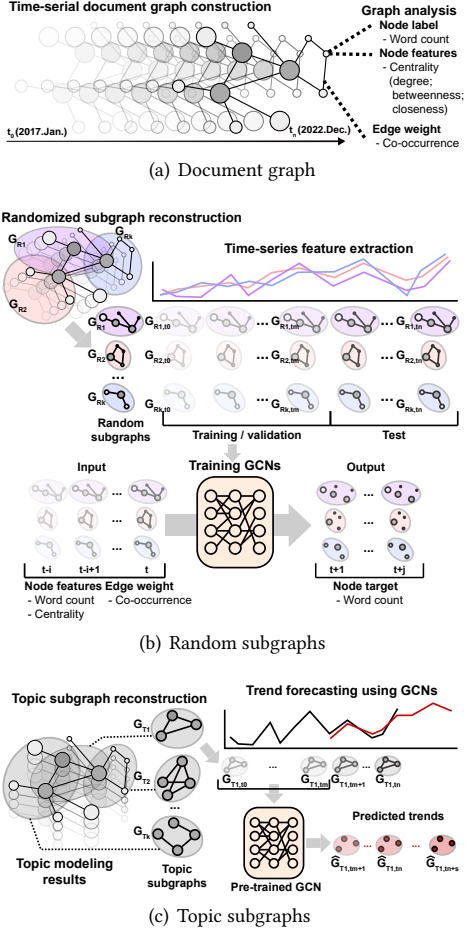 Time-serial document graph construction
Graph analysis
Node label
- Word count
Node features
- Centrality
(degree;
betweenness;
closeness)
Edge weight
- Co-occurrence
t0 (2017.Jan.)
tn (2022.Dec.)
(a) Document graph
Randomized subgraph reconstruction
GR1
GRk
GR2
Time-series feature extraction
GR1
GR1,t0
...
GR1,tm
...
GR1,tn
GR2
GR2,t0
...
GR2,tm
...
GR2,tn
...
GRk
GRk,t0
...
GRk,tm
...
GRk,tn
Random
subgraphs
Training / validation
Test
Input
Training GCNs
Output
...
...
...
...
...
...
t-i
t-i+1
t
t+1
t+j
Node features
- Word count
- Centrality
Edge weight
- Co-occurrence
Node target
- Word count
(b) Random subgraphs
Topic subgraph reconstruction
Trend forecasting using GCNs
GT1
GT2
...
GTk
Topic modeling
results
Topic
subgraphs
...
...
GT1,t0
GT1,tm
GT1,tm+1
GT1,tn
Pre-trained GCN
Predicted trends
...
...
ĜT1,tm+1
ĜT1,tn
ĜT1,tn+s
(c) Topic subgraphs